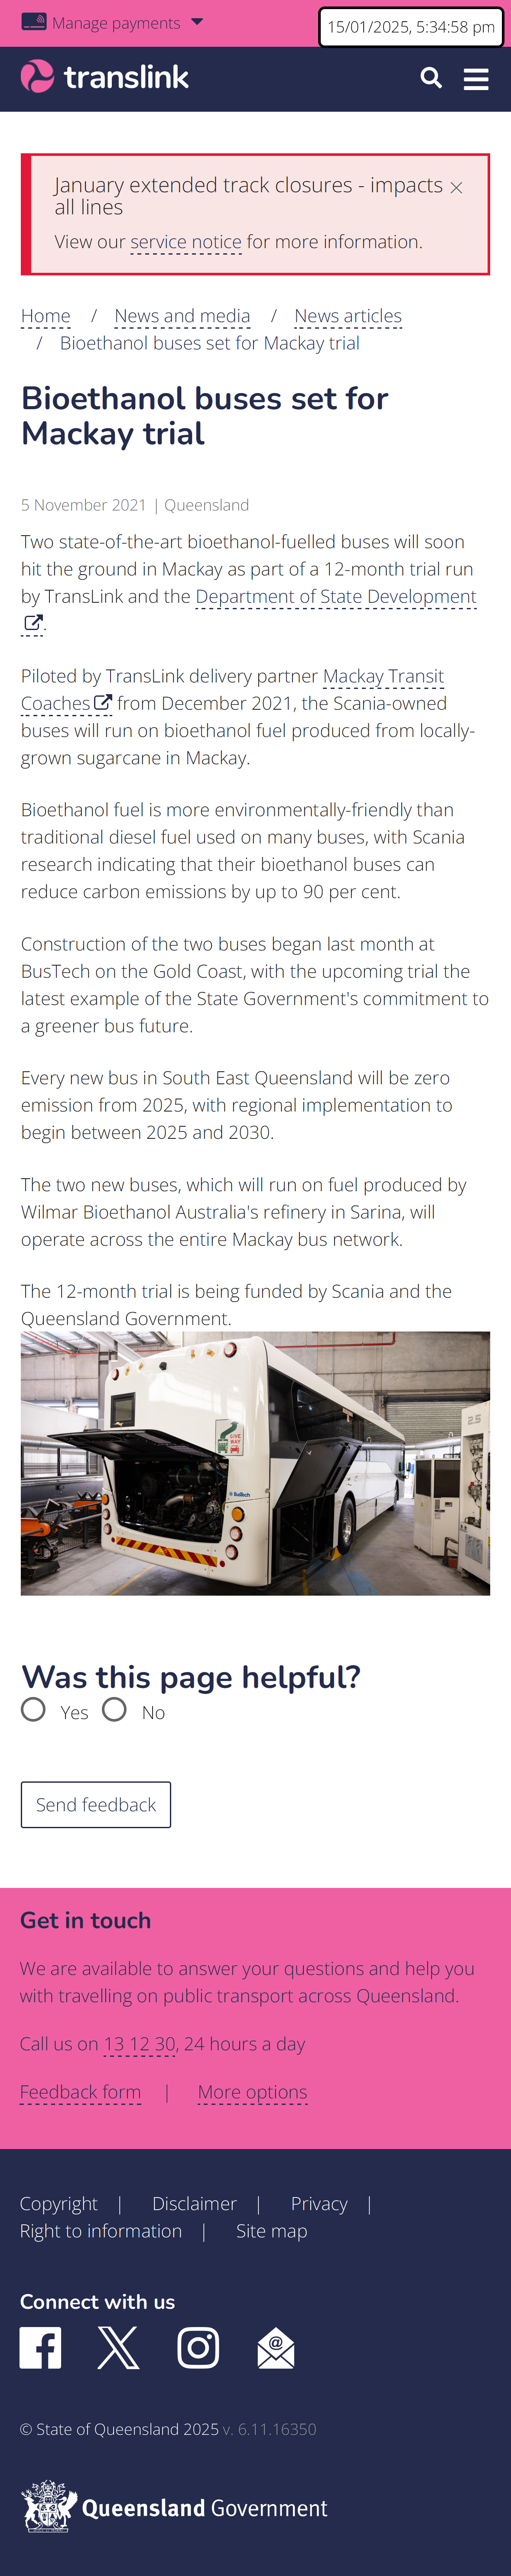 Manage payments
15/01/2025, 5:34:58 pm
translink
January extended track closures - impacts
all lines
View our service notice for more information.
Home / News and media / News articles
/ Bioethanol buses set for Mackay trial
Bioethanol buses set for
Mackay trial
5 November 2021 | Queensland
Two state-of-the-art bioethanol-fuelled buses will soon
hit the ground in Mackay as part of a 12-month trial run
by TransLink and the Department of State Development
.
Piloted by TransLink delivery partner Mackay Transit
Coaches from December 2021, the Scania-owned
buses will run on bioethanol fuel produced from locally-
grown sugarcane in Mackay.
Bioethanol fuel is more environmentally-friendly than
traditional diesel fuel used on many buses, with Scania
research indicating that their bioethanol buses can
reduce carbon emissions by up to 90 per cent.
Construction of the two buses began last month at
BusTech on the Gold Coast, with the upcoming trial the
latest example of the State Government's commitment to
a greener bus future.
Every new bus in South East Queensland will be zero
emission from 2025, with regional implementation to
begin between 2025 and 2030.
The two new buses, which will run on fuel produced by
Wilmar Bioethanol Australia's refinery in Sarina, will
operate across the entire Mackay bus network.
The 12-month trial is being funded by Scania and the
Queensland Government.
GIVE
WAY
BusTech
2.5
Was this page helpful?
Yes No
Send feedback
Get in touch
We are available to answer your questions and help you
with travelling on public transport across Queensland.
Call us on 13 12 30, 24 hours a day
Feedback form | More options
Copyright | Disclaimer | Privacy |
Right to information | Site map
Connect with us
© State of Queensland 2025 v. 6.11.16350
Queensland Government